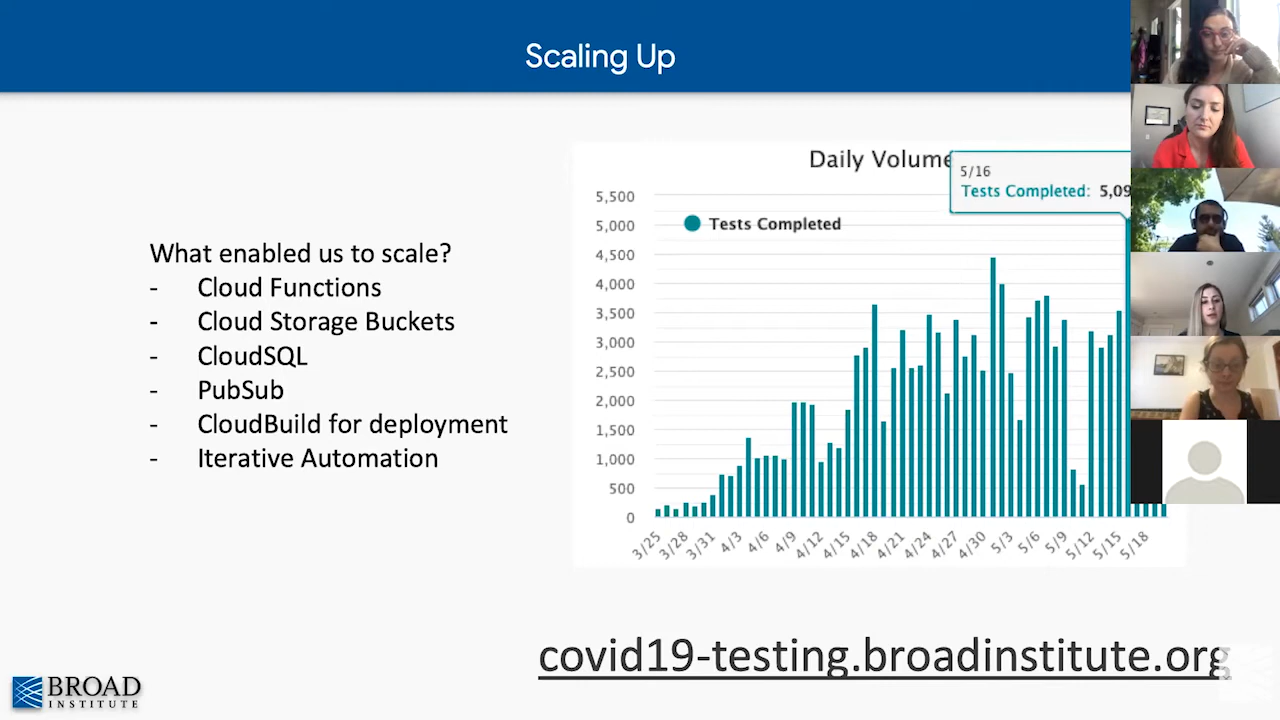 Scaling Up
What enabled us to scale?
- Cloud Functions
- Cloud Storage Buckets
- CloudSQL
- PubSub
- CloudBuild for deployment
- Iterative Automation
Daily Volume
5/16
Tests Completed: 5,09
Tests Completed
5,500
5,000
4,500
4,000
3,500
3,000
2,500
2,000
1,500
1,000
500
0
3/25 3/28 3/31 4/3 4/6 4/9 4/12 4/15 4/18 4/21 4/24 4/27 4/30 5/3 5/6 5/9 5/12 5/15 5/18
covid19-testing.broadinstitute.org
BROAD
INSTITUTE